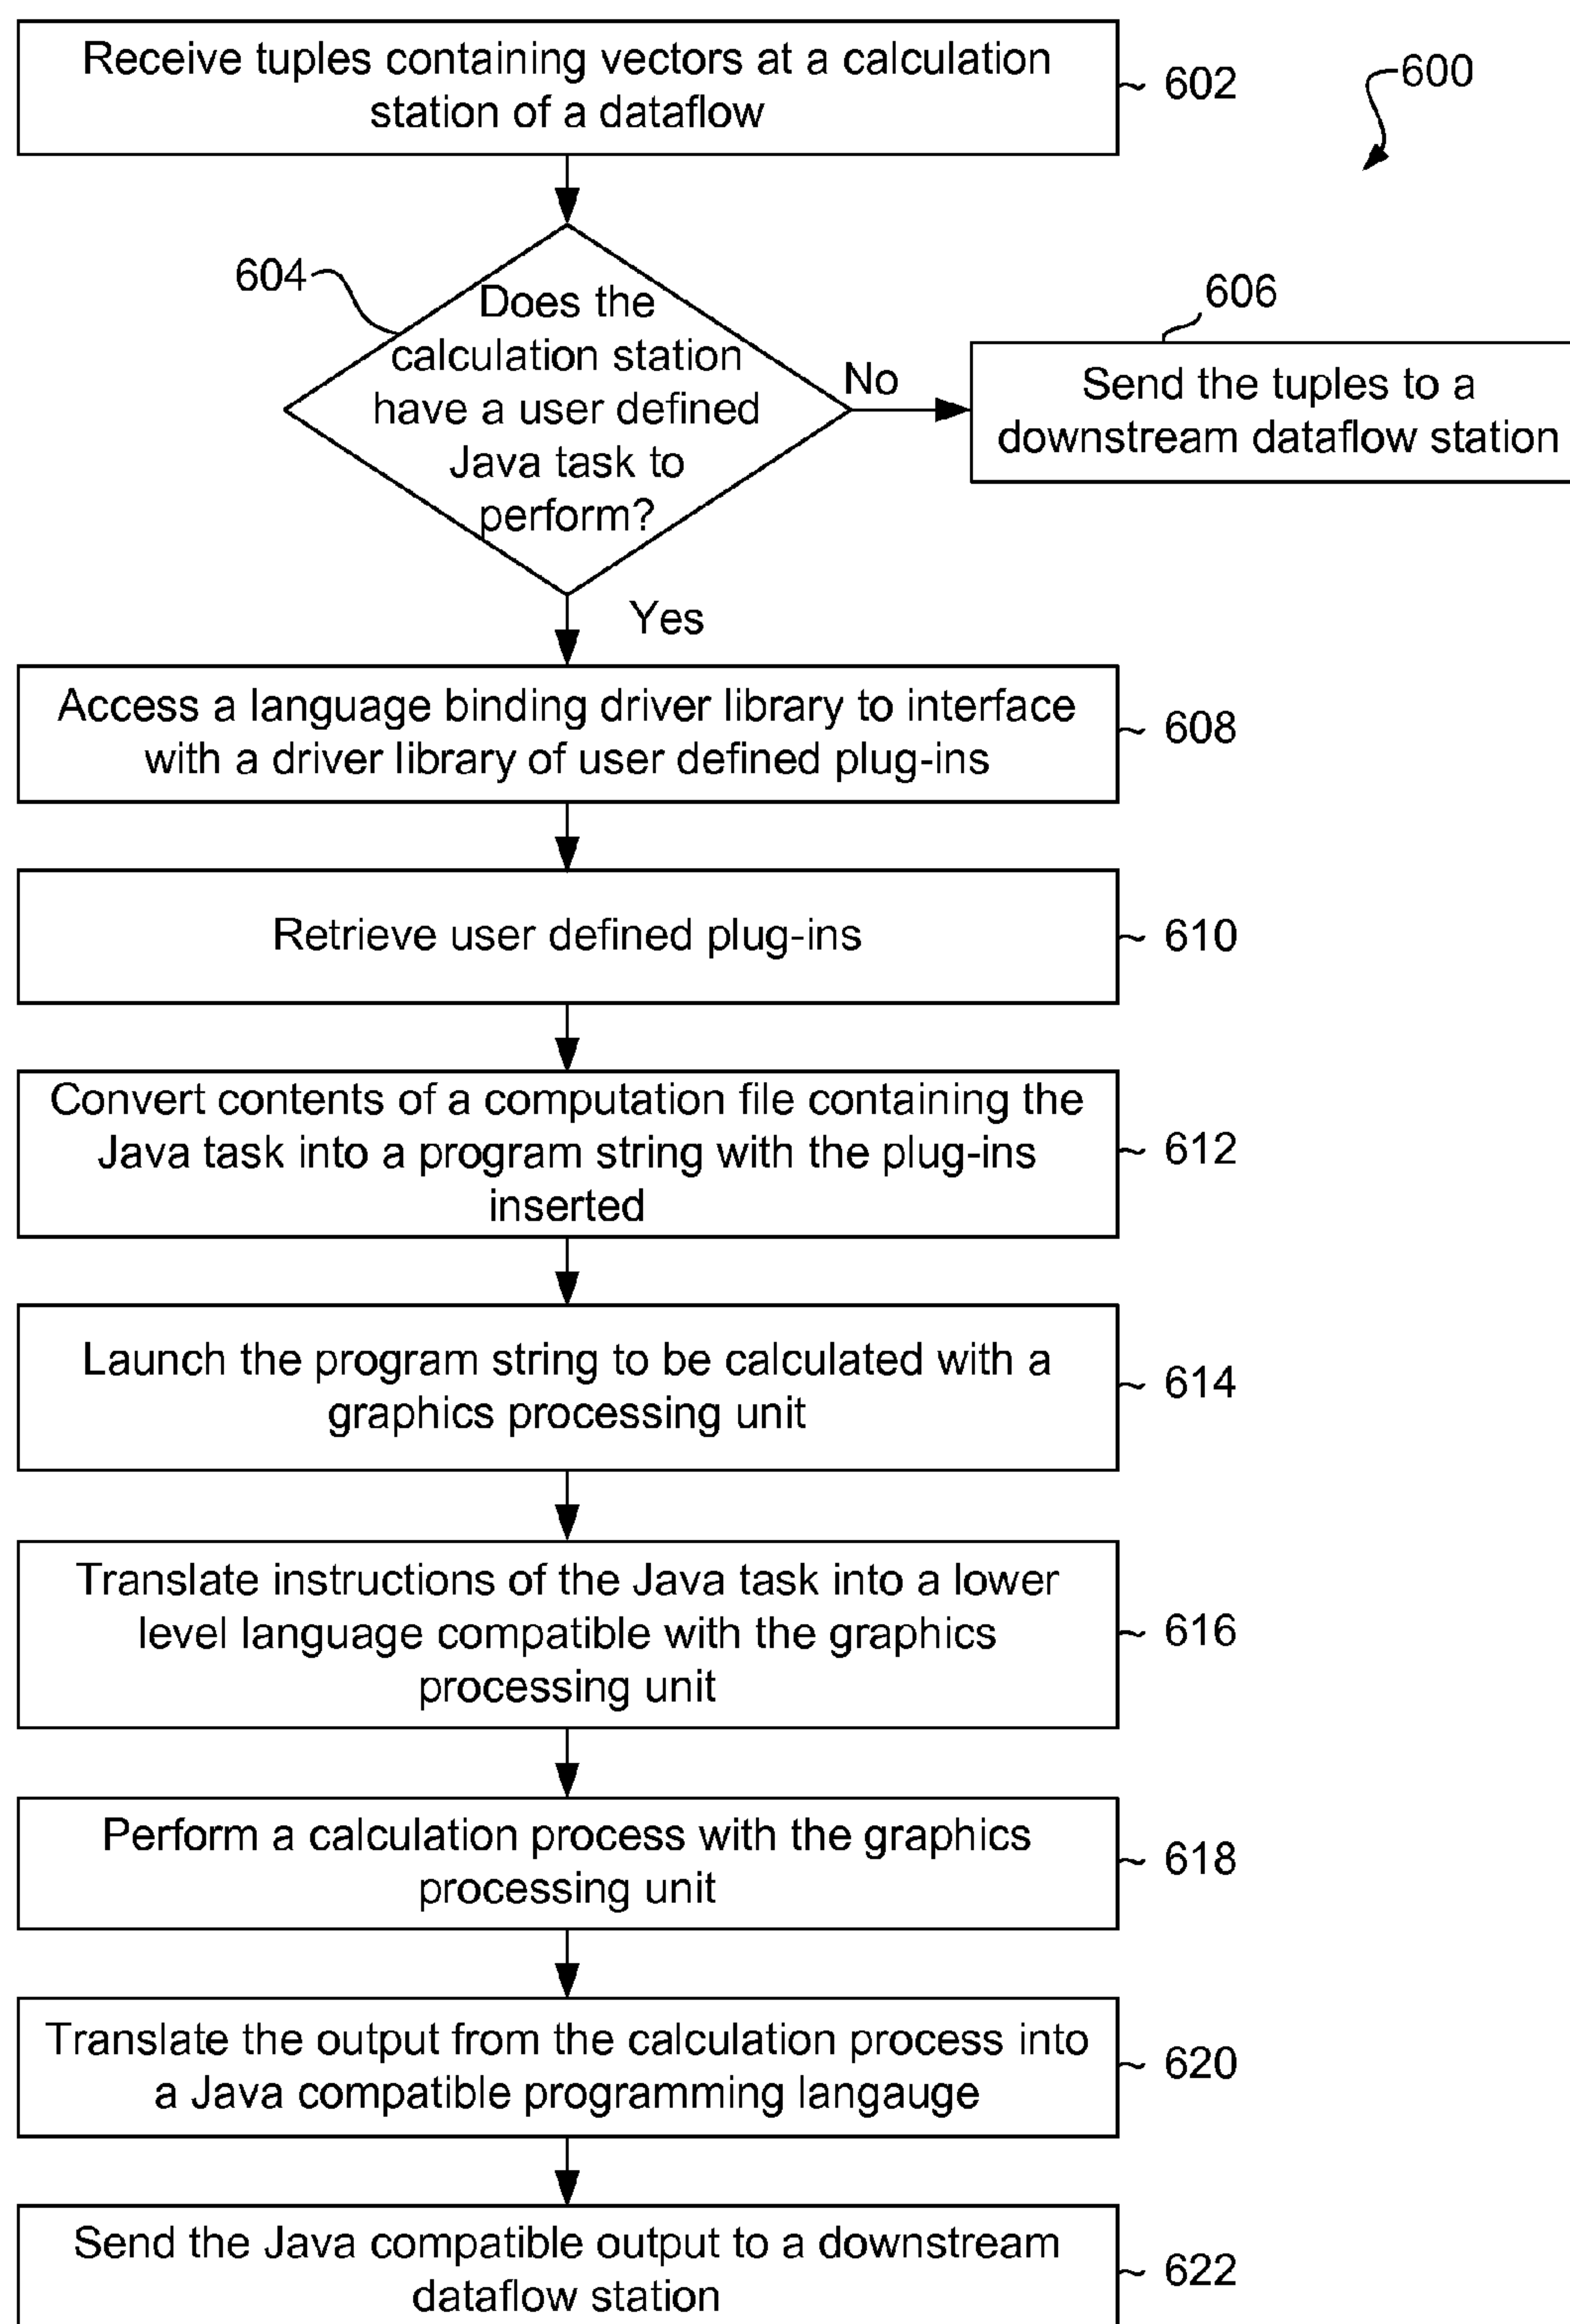 Receive tuples containing vectors at a calculation
station of a dataflow
602
600
604
Does the
calculation station
have a user defined
Java task to
perform?
No
606
Send the tuples to a
downstream dataflow station
Yes
Access a language binding driver library to interface
with a driver library of user defined plug-ins
608
Retrieve user defined plug-ins
610
Convert contents of a computation file containing the
Java task into a program string with the plug-ins
inserted
612
Launch the program string to be calculated with a
graphics processing unit
614
Translate instructions of the Java task into a lower
level language compatible with the graphics
processing unit
616
Perform a calculation process with the graphics
processing unit
618
Translate the output from the calculation process into
a Java compatible programming langauge
620
Send the Java compatible output to a downstream
dataflow station
622